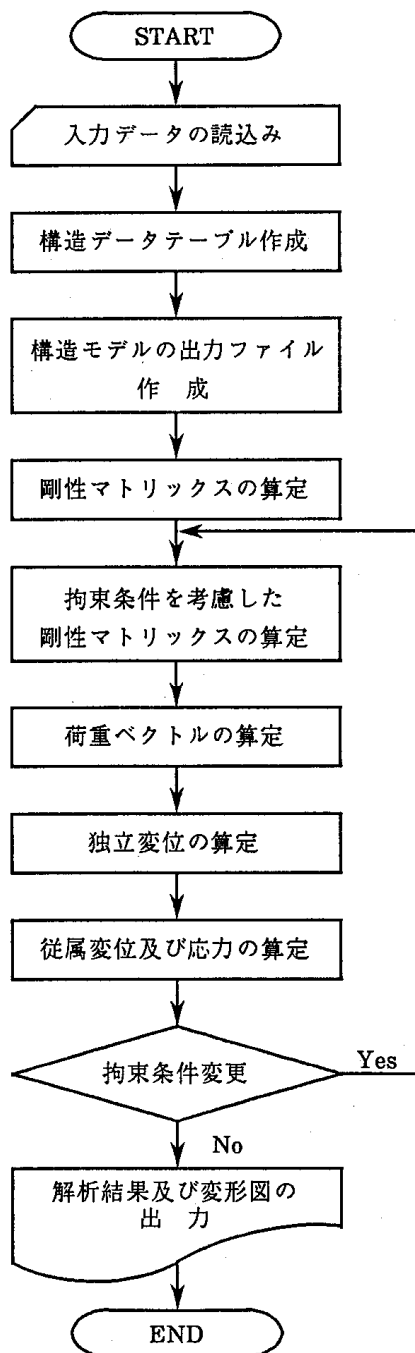 START
入力データの読込み
構造データテーブル作成
構造モデルの出力ファイル
作 成
剛性マトリックスの算定
拘束条件を考慮した
剛性マトリックスの算定
荷重ベクトルの算定
独立変位の算定
従属変位及び応力の算定
拘束条件変更
Yes
No
解析結果及び変形図の
出 力
END